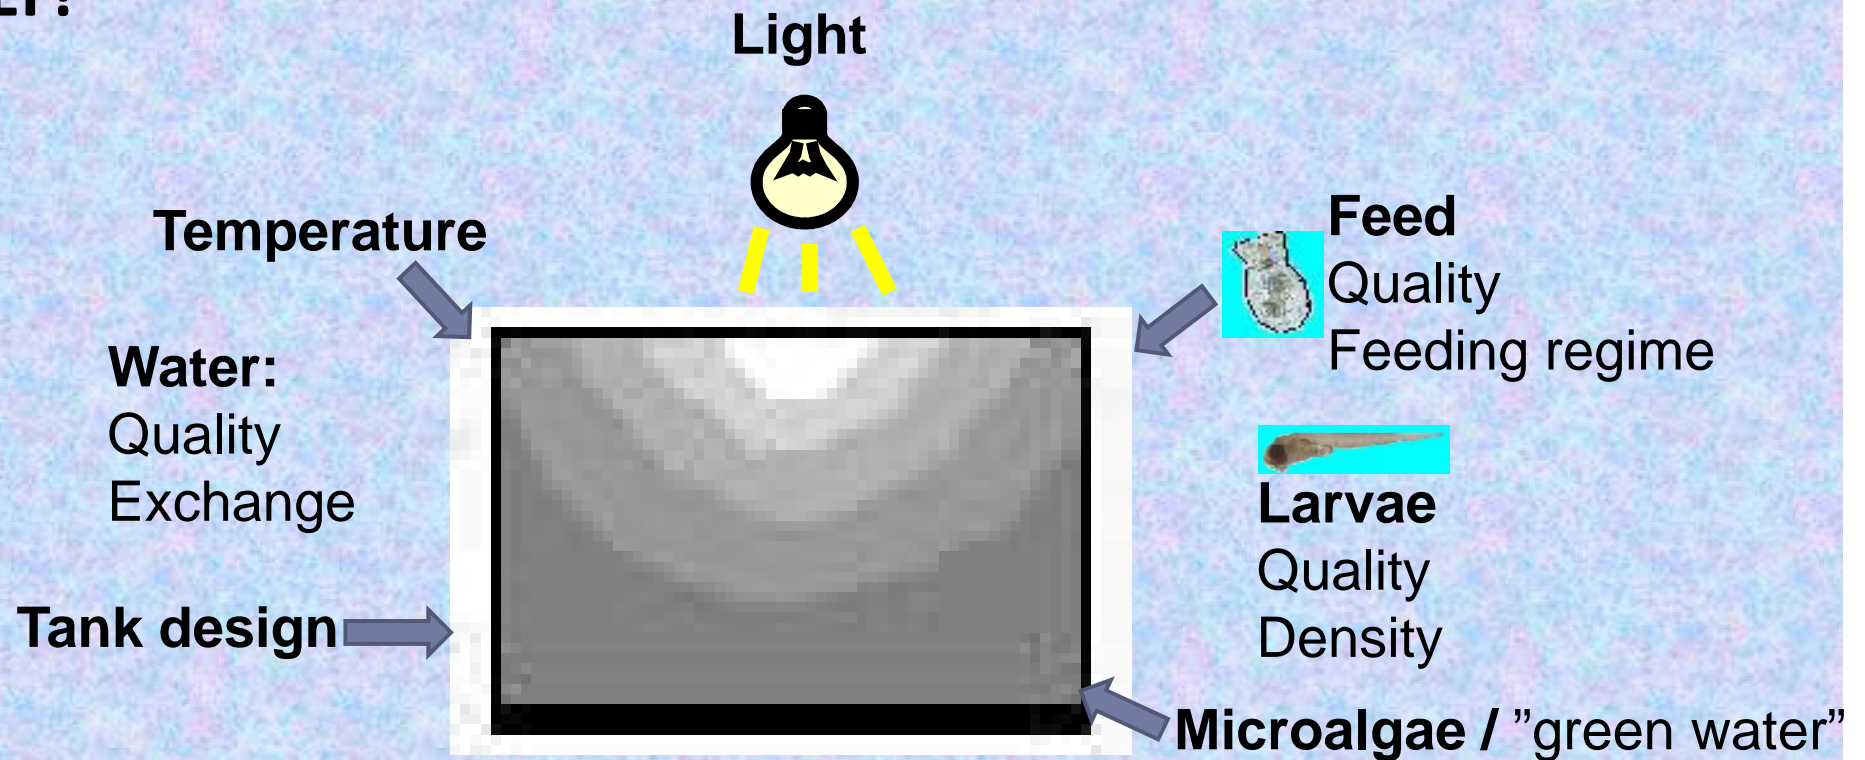 Light
Temperature
Feed
Quality
Feeding regime
Water:
Quality
Exchange
Larvae
Quality
Density
Tank design
Microalgae / ”green water”